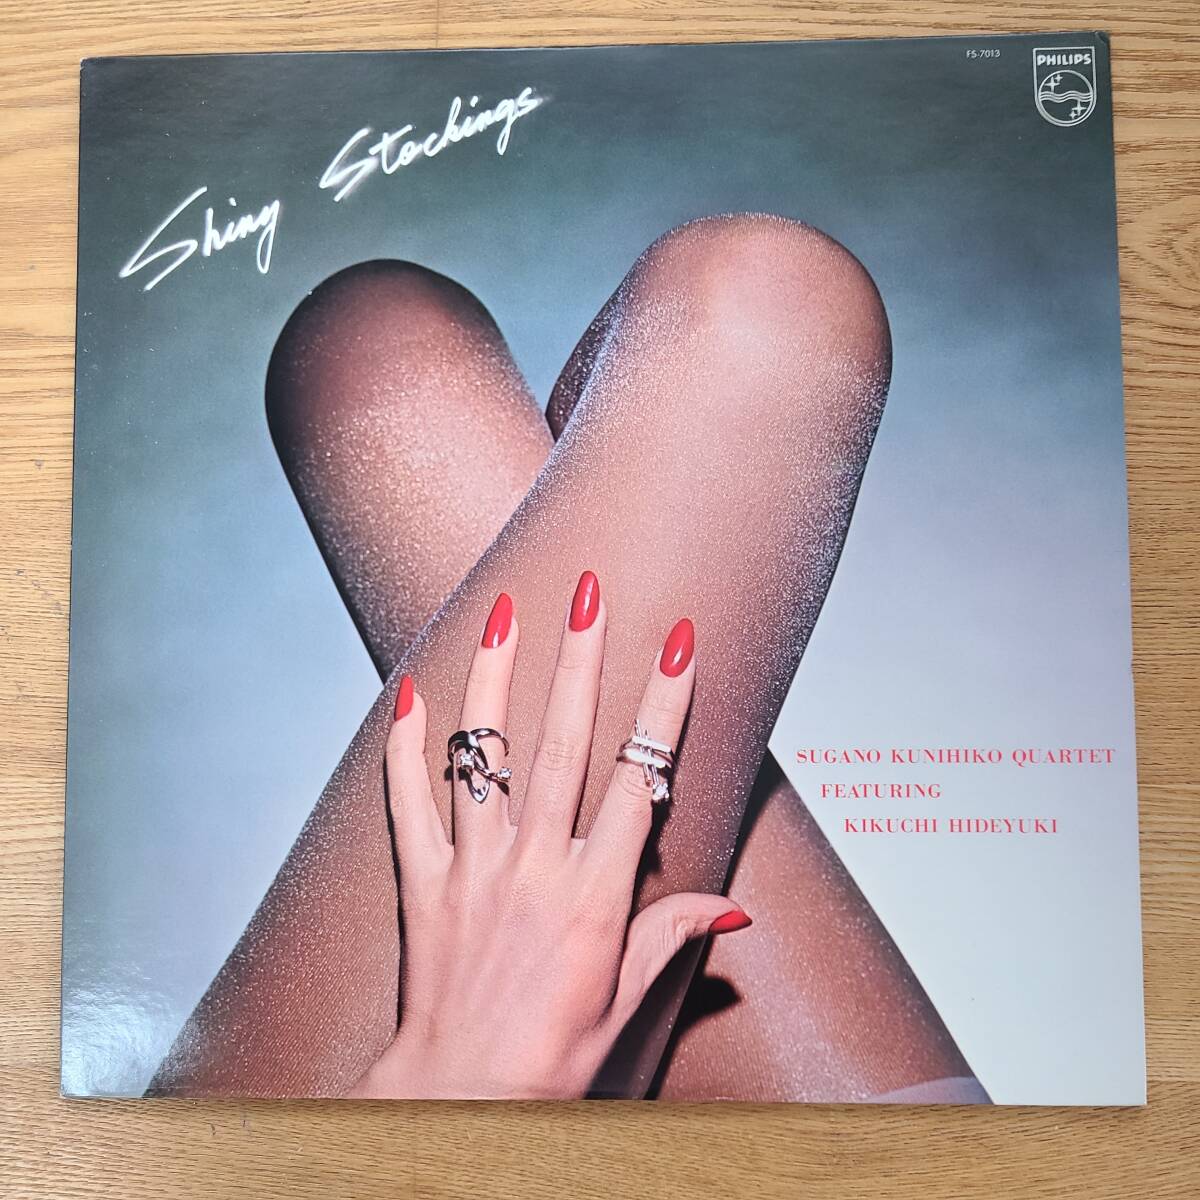 FS-7013
PHILIPS
Shiny Stockings
SUGANO KUNIHIKO QUARTET
FEATURING
KIKUCHI HIDEYUKI